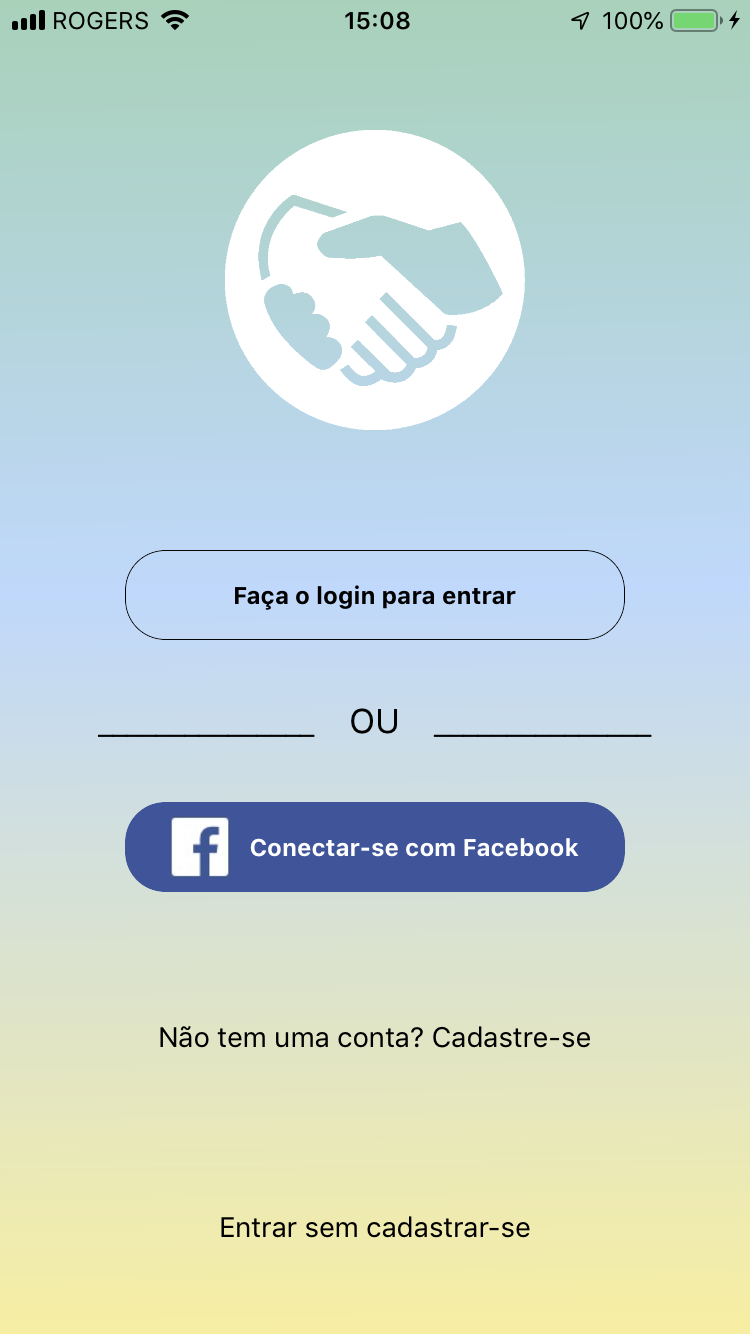 ROGERS 15:08 100%
Faça o login para entrar
OU
Conectar-se com Facebook
Não tem uma conta? Cadastre-se
Entrar sem cadastrar-se